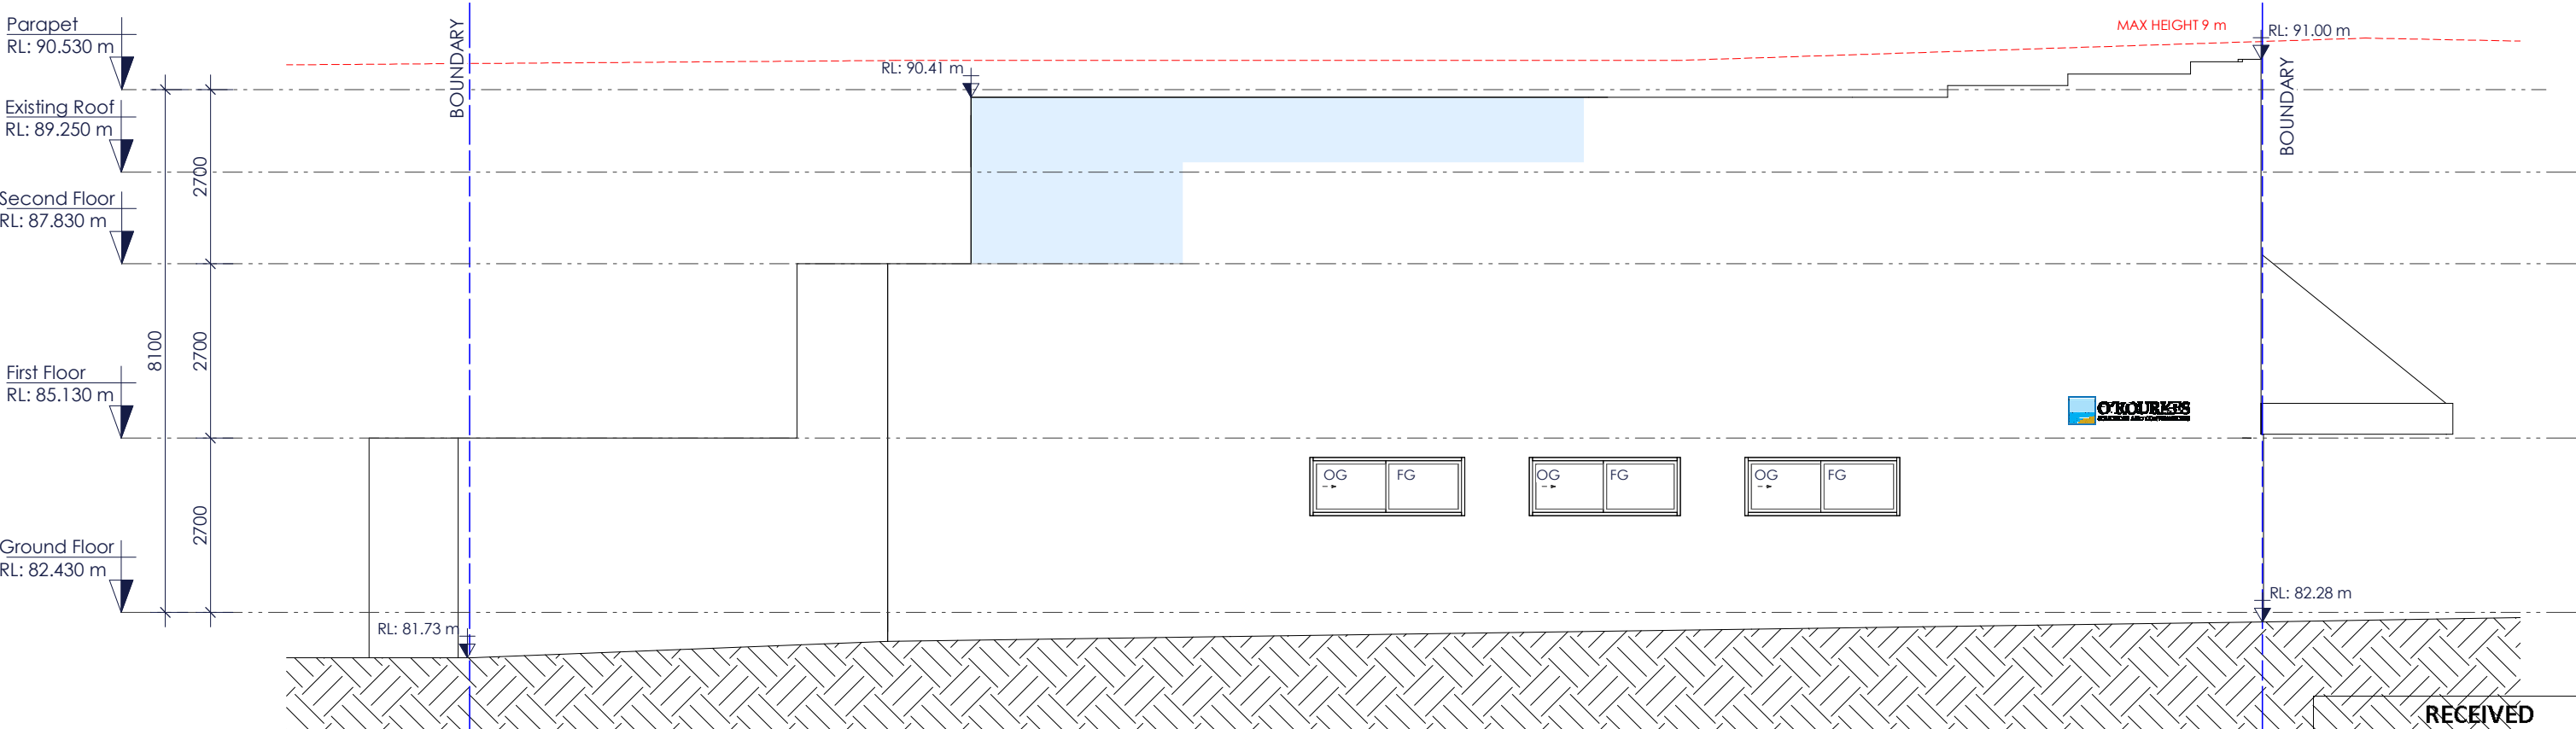 Parapet
RL: 90.530 m
Existing Roof
RL: 89.250 m
Second Floor
RL: 87.830 m
First Floor
RL: 85.130 m
Ground Floor
RL: 82.430 m
8100
2700
2700
2700
BOUNDARY
RL: 81.73 m
RL: 90.41 m
MAX HEIGHT 9 m
RL: 91.00 m
BOUNDARY
O'ROURKE'S
OG FG
OG FG
OG FG
RL: 82.28 m
RECEIVED